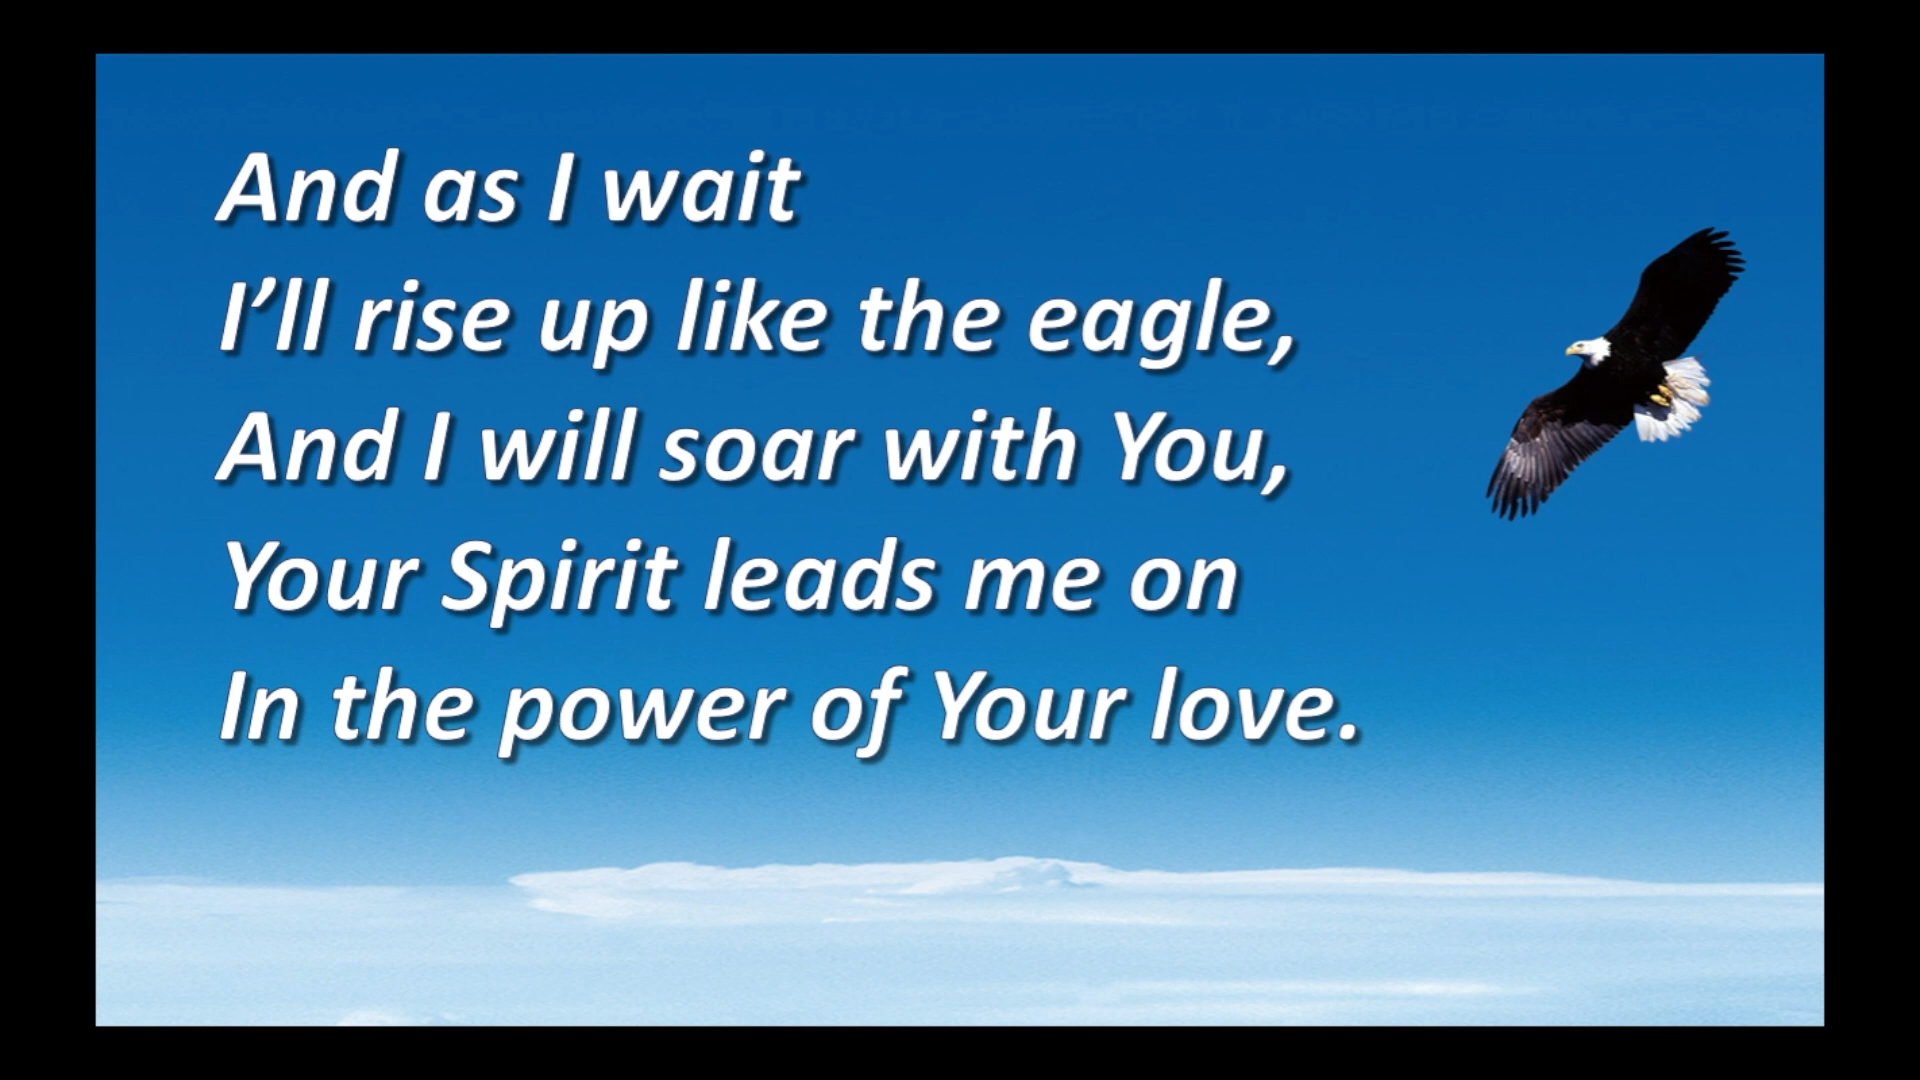 And as I wait
I’ll rise up like the eagle,
And I will soar with You,
Your Spirit leads me on
In the power of Your love.